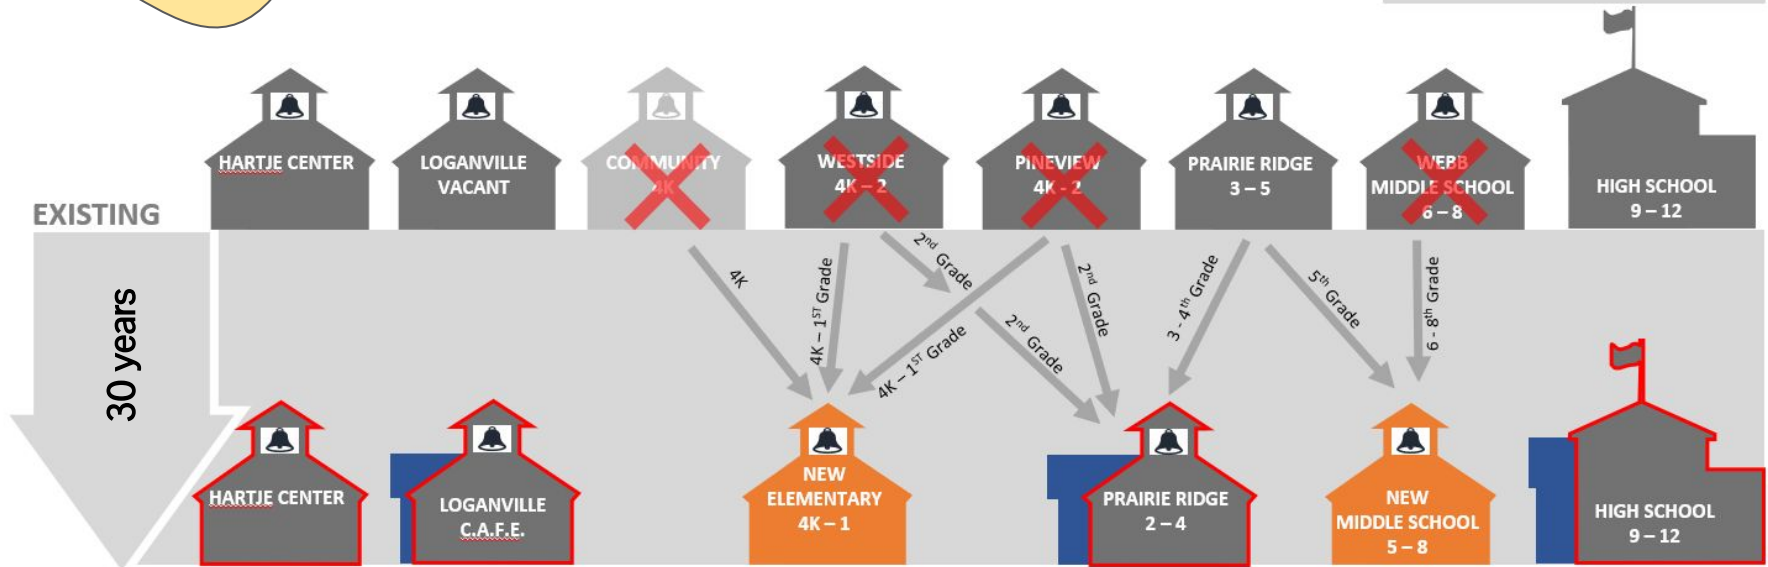 HARTJE CENTER
LOGANVILLE
VACANT
COMMUNITY
4K
WESTSIDE
4K – 2
PINEVIEW
4K - 2
PRAIRIE RIDGE
3 – 5
WEBB
MIDDLE SCHOOL
6 – 8
HIGH SCHOOL
9 – 12
EXISTING
30 years
4K
4K – 1ST Grade
2nd Grade
4K – 1ST Grade
2nd Grade
2nd Grade
3 - 4th Grade
5th Grade
6 - 8th Grade
HARTJE CENTER
LOGANVILLE
C.A.F.E.
NEW
ELEMENTARY
4K – 1
PRAIRIE RIDGE
2 – 4
NEW
MIDDLE SCHOOL
5 – 8
HIGH SCHOOL
9 – 12